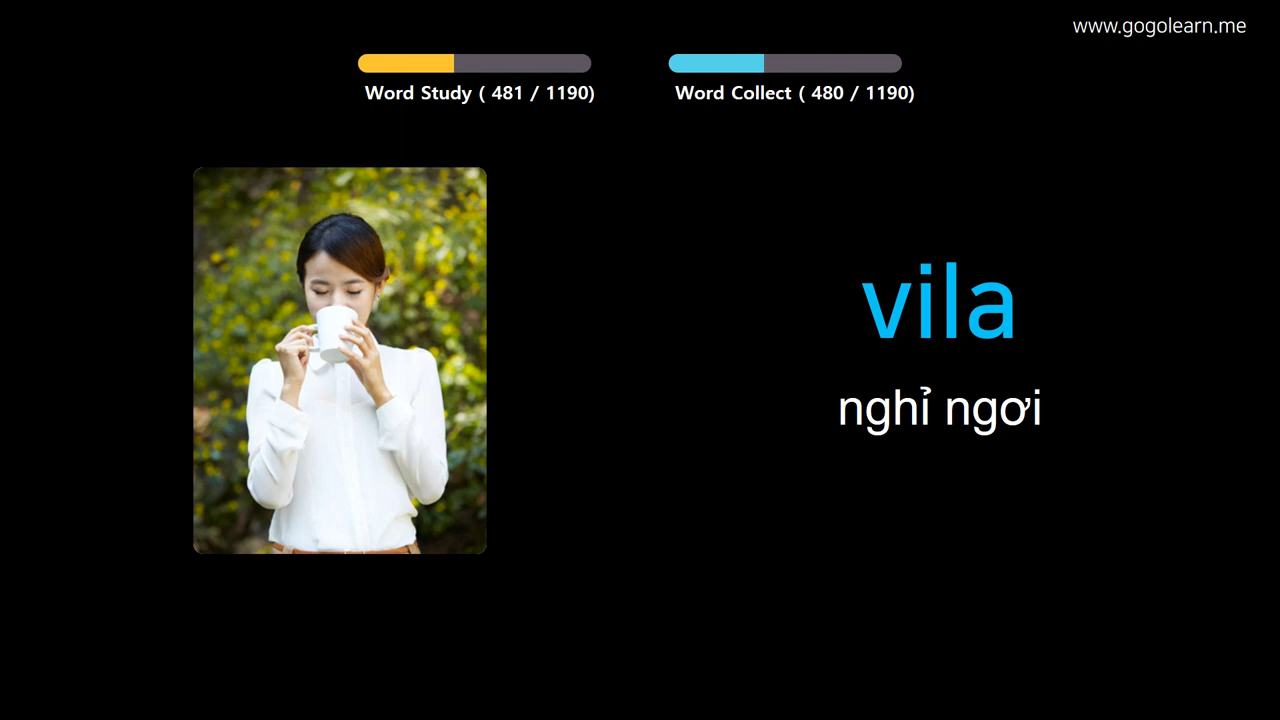 www.gogolearn.me
Word Study ( 481 / 1190)
Word Collect ( 480 / 1190)
vila
nghỉ ngơi